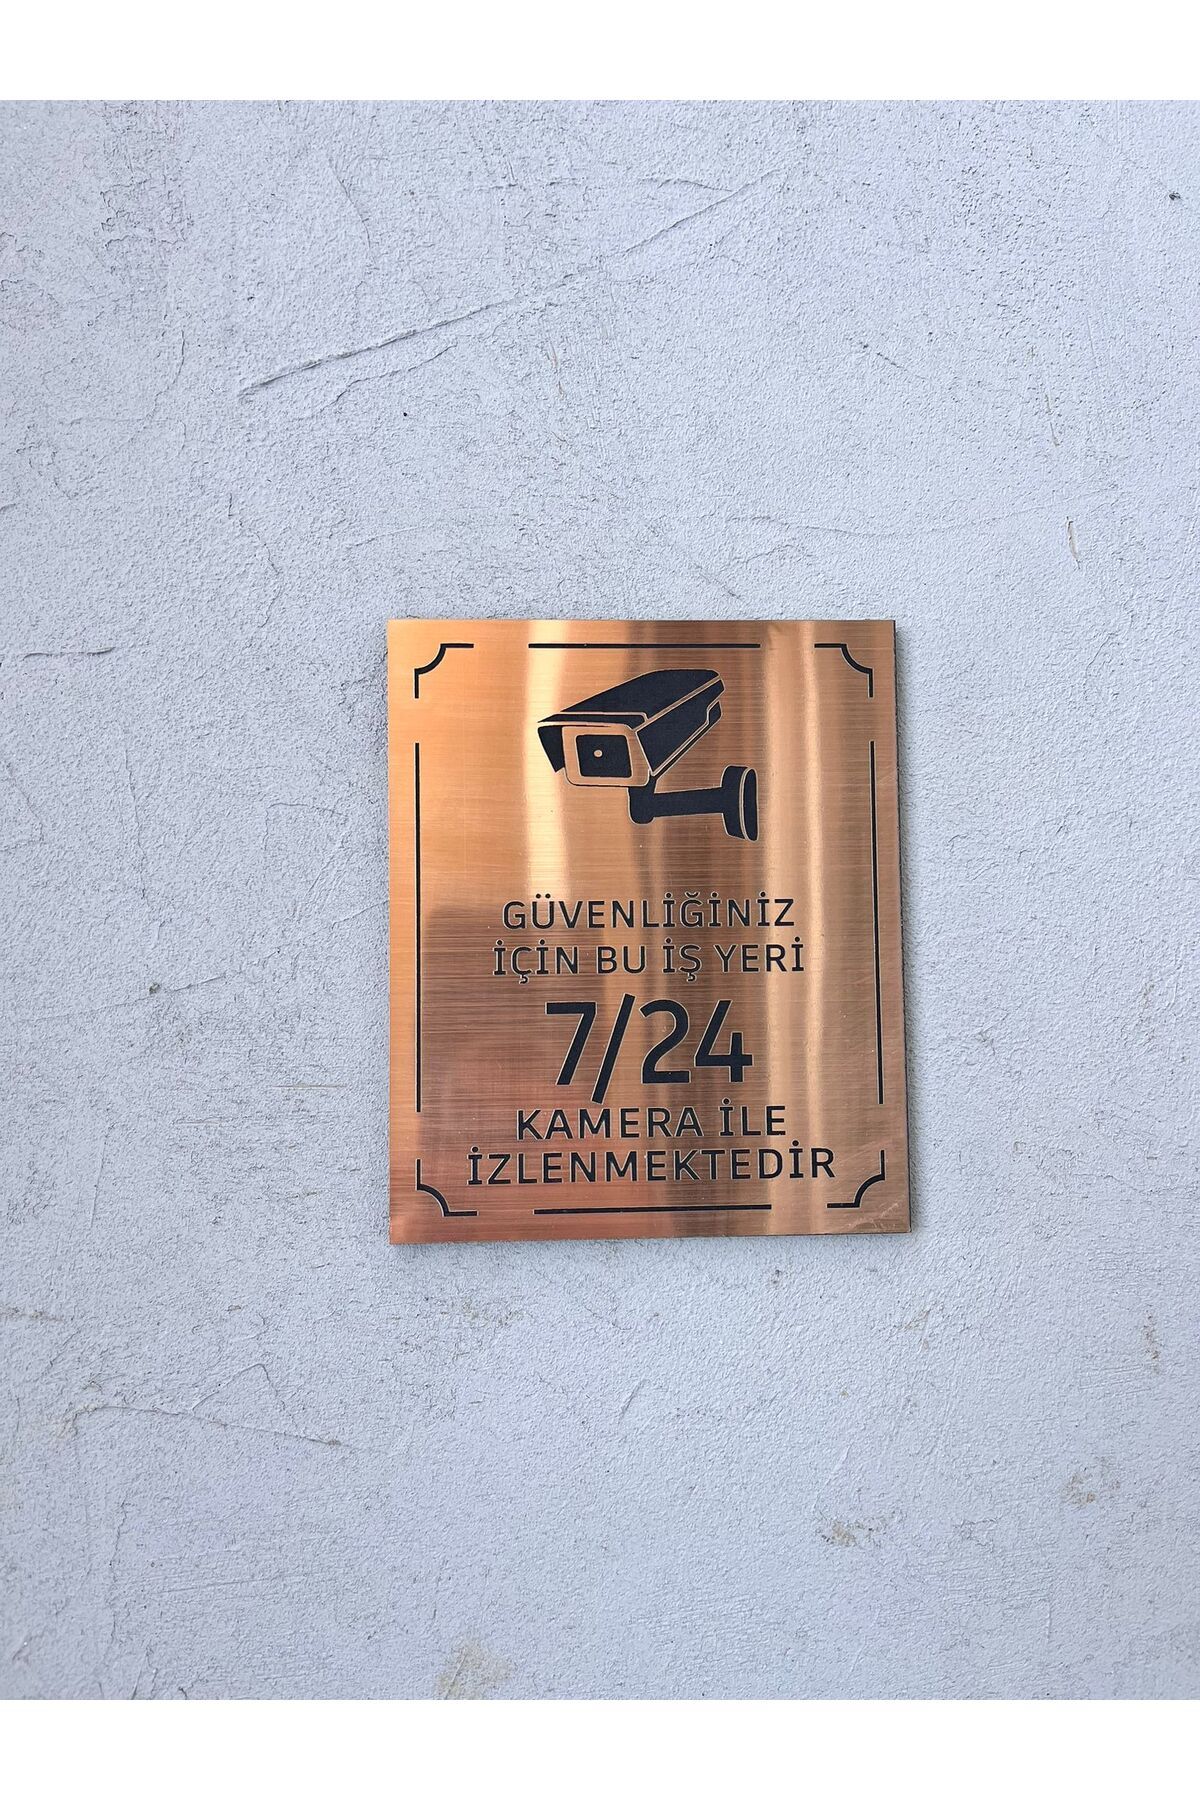 GÜVENLİĞİNİZ
İÇİN BU İŞ YERİ
7/24
KAMERA İLE
İZLENMEKTEDİR